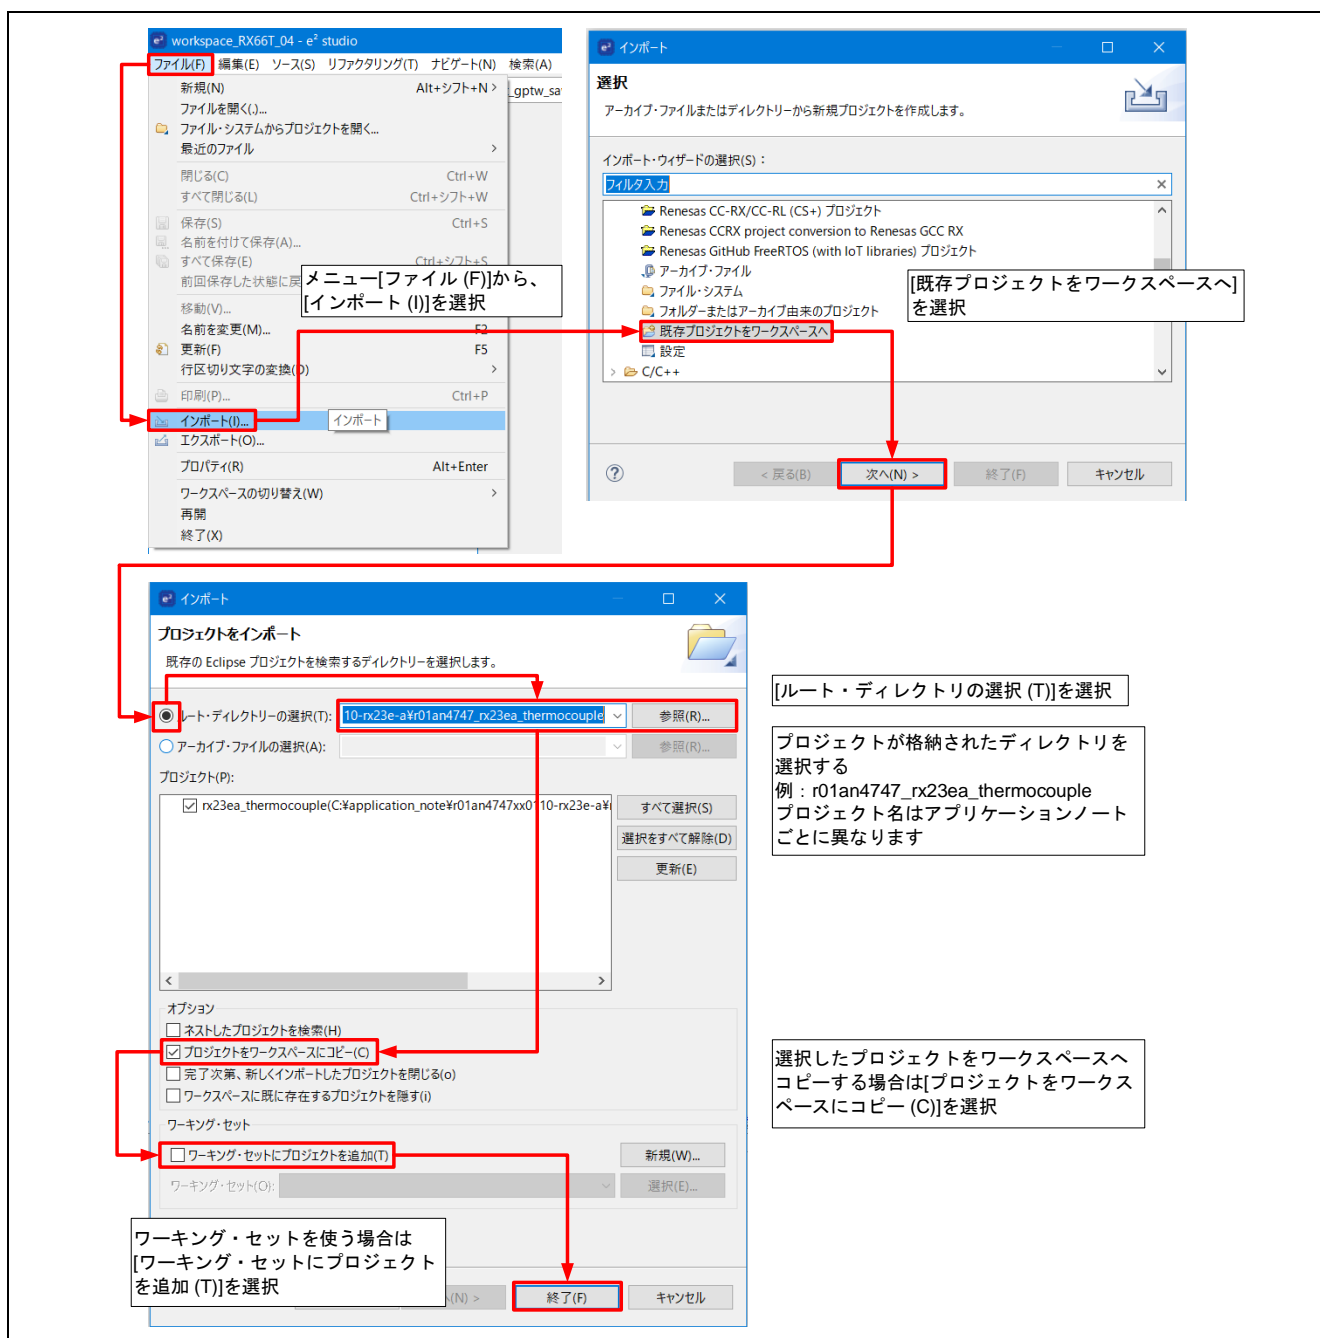 workspace_RX66T_04 - e² studio
ファイル(F) 編集(E) ソース(S) リファクタリング(T) ナビゲート(N) 検索(A)
新規(N) Alt+シフト+N >
_gptw_sa
ファイルを開く(.)...
ファイル・システムからプロジェクトを開く...
最近のファイル >
閉じる(C) Ctrl+W
すべて閉じる(L) Ctrl+シフト+W
保存(S) Ctrl+S
名前を付けて保存(A)...
すべて保存(E) Ctrl+シフト+S
前回保存した状態に戻
メニュー[ファイル (F)]から、
[インポート (I)]を選択
移動(V)...
名前を変更(M)... F2
更新(F) F5
行区切り文字の変換(D) >
印刷(P)... Ctrl+P
インポート(I)...
インポート
エクスポート(O)...
プロパティ(R) Alt+Enter
ワークスペースの切り替え(W) >
再開
終了(X)
インポート
選択
アーカイブ・ファイルまたはディレクトリーから新規プロジェクトを作成します。
インポート・ウィザードの選択(S)：
フィルタ入力
Renesas CC-RX/CC-RL (CS+) プロジェクト
Renesas CCRX project conversion to Renesas GCC RX
Renesas GitHub FreeRTOS (with IoT libraries) プロジェクト
アーカイブ・ファイル
ファイル・システム
フォルダーまたはアーカイブ由来のプロジェクト
既存プロジェクトをワークスペースへ
設定
> C/C++
[既存プロジェクトをワークスペースへ]
を選択
< 戻る(B) 次へ(N) > 終了(F) キャンセル
インポート
プロジェクトをインポート
既存の Eclipse プロジェクトを検索するディレクトリーを選択します。
ルート・ディレクトリーの選択(T): 10-rx23e-a¥r01an4747_rx23ea_thermocouple 参照(R)...
アーカイブ・ファイルの選択(A): 参照(R)...
プロジェクト(P):
rx23ea_thermocouple(C:¥application_note¥r01an4747xx0110-rx23e-a¥r
すべて選択(S)
選択をすべて解除(D)
更新(E)
オプション
ネストしたプロジェクトを検索(H)
プロジェクトをワークスペースにコピー(C)
完了次第、新しくインポートしたプロジェクトを閉じる(o)
ワークスペースに既に存在するプロジェクトを隠す(i)
ワーキング・セット
ワーキング・セットにプロジェクトを追加(T) 新規(W)...
ワーキング・セット(O): 選択(E)...
ワーキング・セットを使う場合は
[ワーキング・セットにプロジェクト
を追加 (T)]を選択
(N) > 終了(F) キャンセル
[ルート・ディレクトリの選択 (T)]を選択
プロジェクトが格納されたディレクトリを
選択する
例：r01an4747_rx23ea_thermocouple
プロジェクト名はアプリケーションノート
ごとに異なります
選択したプロジェクトをワークスペースへ
コピーする場合は[プロジェクトをワークス
ペースにコピー (C)]を選択